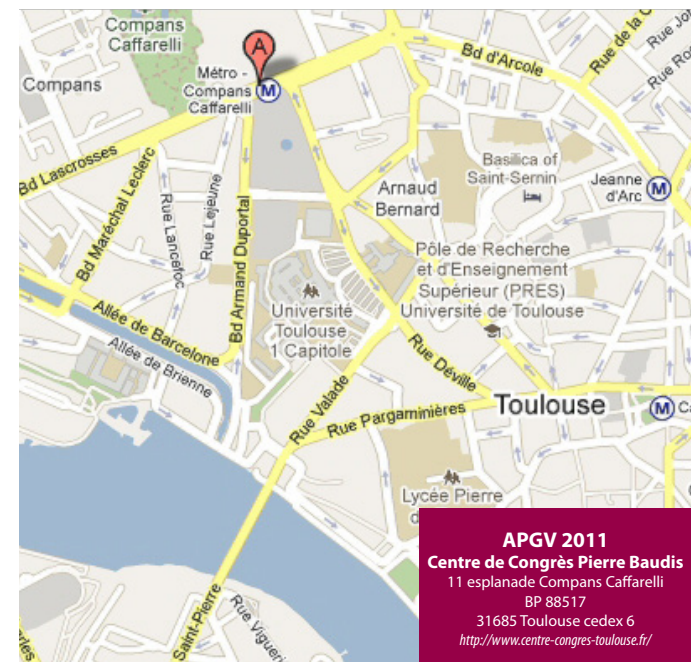 Compans
Caffarelli
A
Bd d'Arcole
Rue de la C
Rue Jo
Rue Ro
Métro -
Compans
Caffarelli
M
Compans
Bd Lascrosses
Bd Maréchal Leclerc
Rue Lancefoc
Rue Lejeune
Bd Armand Duportal
Basilica of
Saint-Sernin
Jeanne
d'Arc
M
Arnaud
Bernard
Pôle de Recherche
et d'Enseignement
Supérieur (PRES)
Université de Toulouse
Université
Toulouse
1 Capitole
Allée de Barcelone
Allée de Brienne
Rue Déville
Rue Valade
Rue Pargaminières
Toulouse
M
Ca
Lycée Pierre
d
Saint-Pierre
Rue Viguerie
APGV 2011
Centre de Congrès Pierre Baudis
11 esplanade Compans Caffarelli
BP 88517
31685 Toulouse cedex 6
http://www.centre-congres-toulouse.fr/